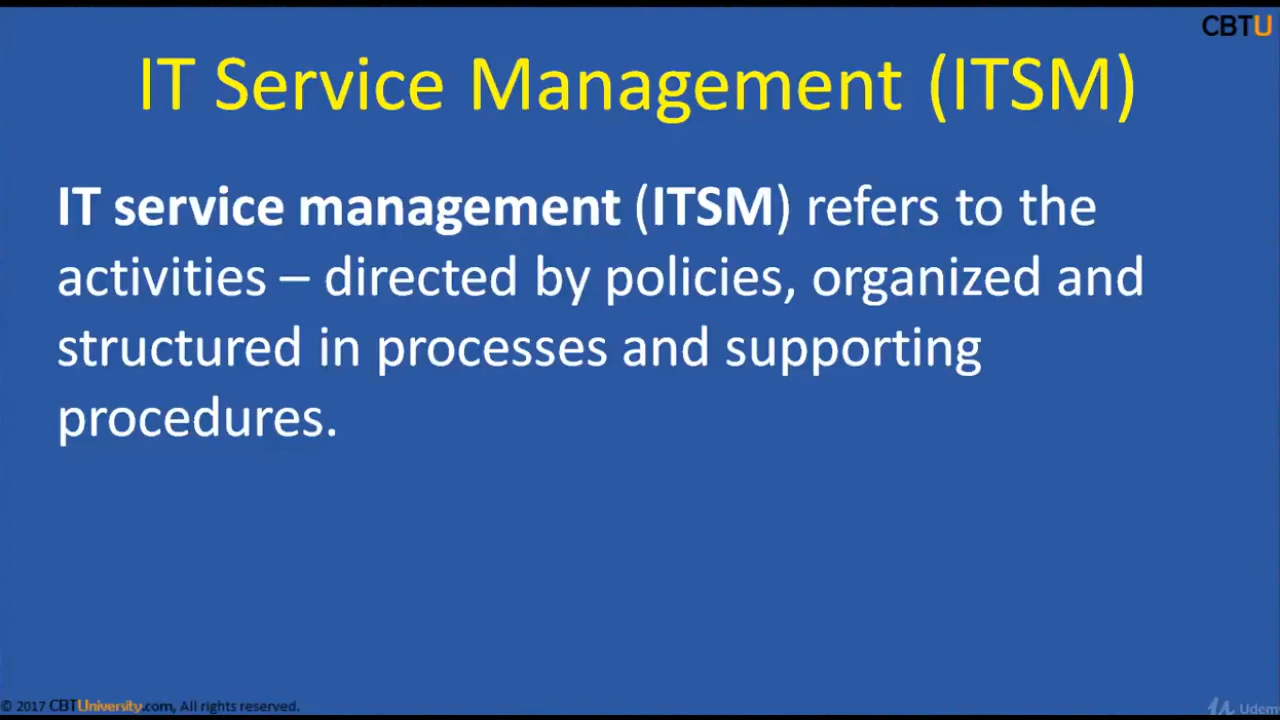 CBTU
IT Service Management (ITSM)
IT service management (ITSM) refers to the
activities – directed by policies, organized and
structured in processes and supporting
procedures.
© 2017 CBTUniversity.com, All rights reserved.
Udem